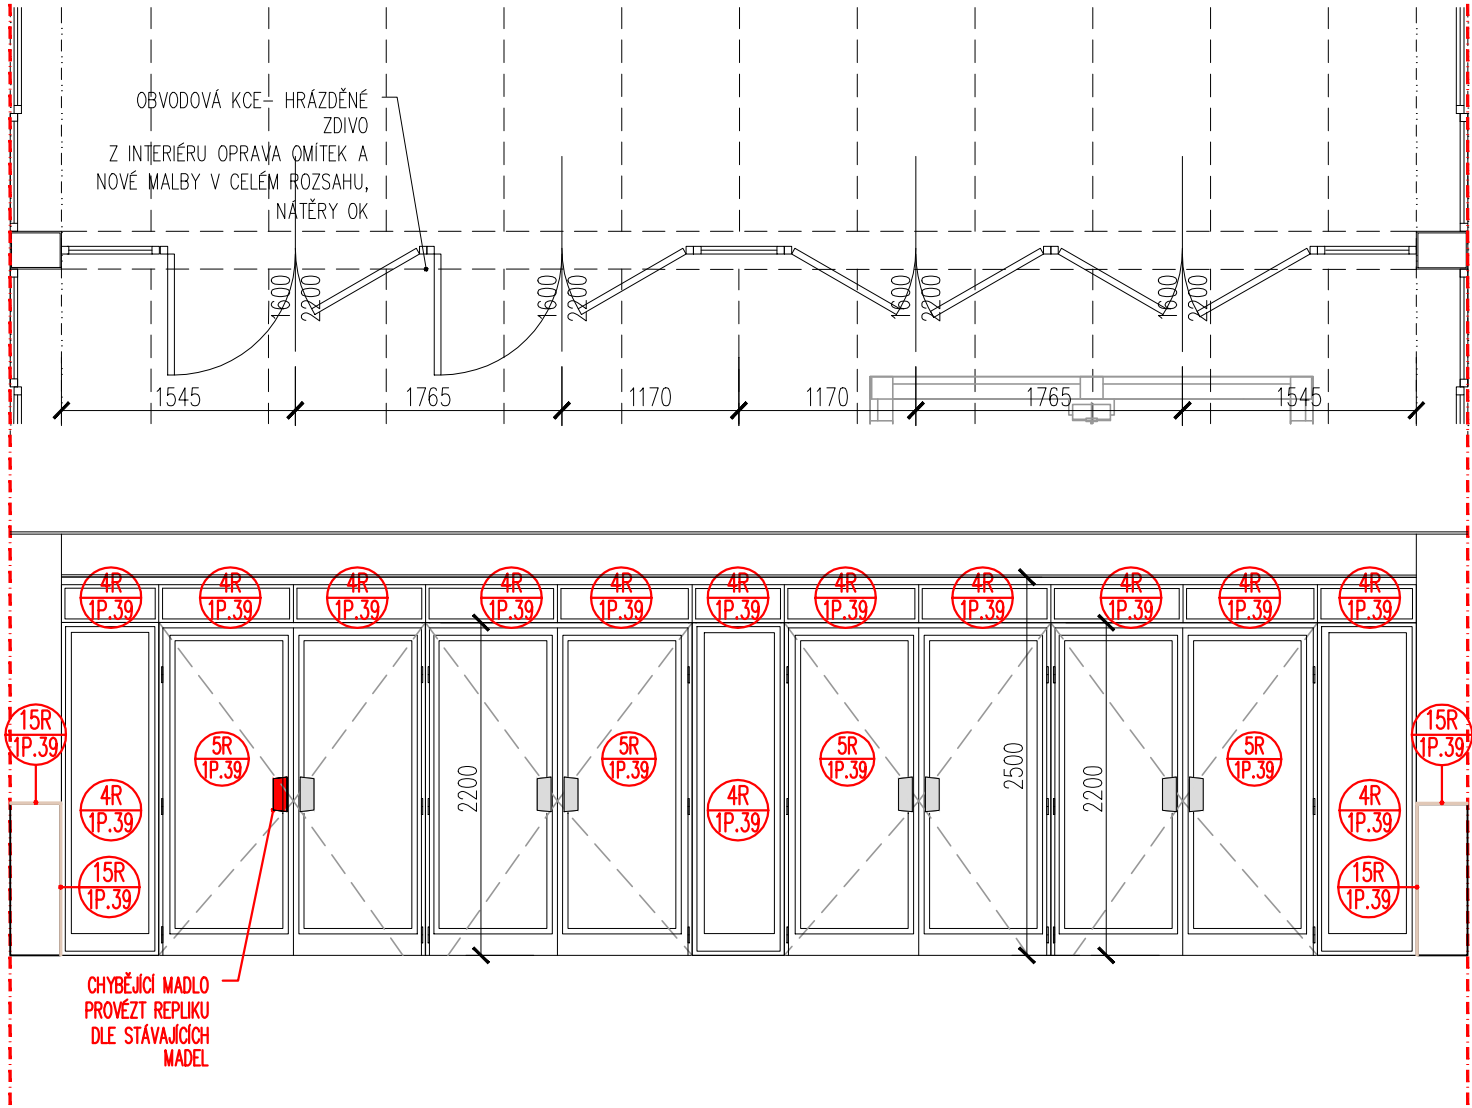 OBVODOVÁ KCE- HRÁZDĚNÉ
ZDIVO
Z INTERIÉRU OPRAVA OMÍTEK A
NOVÉ MALBY V CELÉM ROZSAHU,
NÁTĚRY OK
1600
2200
1600
2200
1600
2200
1600
2200
1545
1765
1170
1170
1765
1545
4R
1P.39
4R
1P.39
4R
1P.39
4R
1P.39
4R
1P.39
4R
1P.39
4R
1P.39
4R
1P.39
4R
1P.39
4R
1P.39
4R
1P.39
15R
1P.39
5R
1P.39
5R
1P.39
5R
1P.39
5R
1P.39
15R
1P.39
4R
1P.39
2200
4R
1P.39
2500
2200
4R
1P.39
15R
1P.39
15R
1P.39
CHYBĚJÍCÍ MADLO
PROVÉZT REPLIKU
DLE STÁVAJÍCÍCH
MADEL